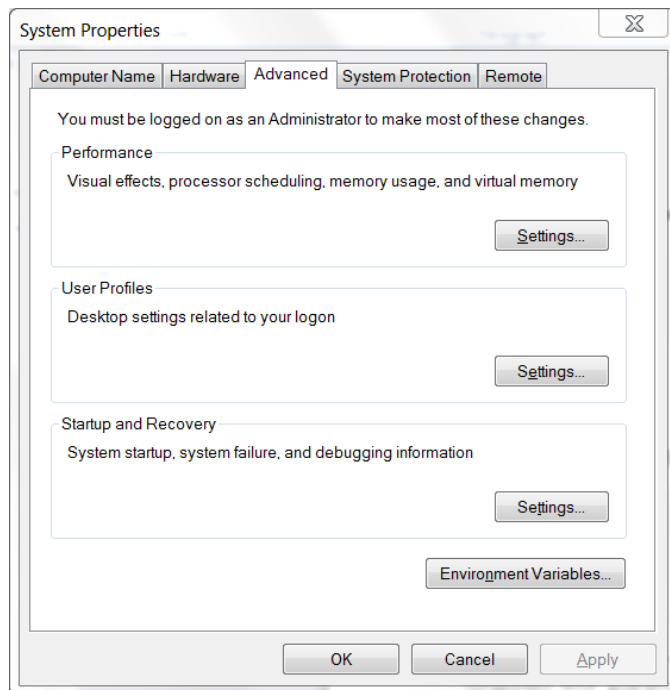 System Properties
Computer Name Hardware Advanced System Protection Remote
You must be logged on as an Administrator to make most of these changes.
Performance
Visual effects, processor scheduling, memory usage, and virtual memory
Settings...
User Profiles
Desktop settings related to your logon
Settings...
Startup and Recovery
System startup, system failure, and debugging information
Settings...
Environment Variables...
OK Cancel Apply